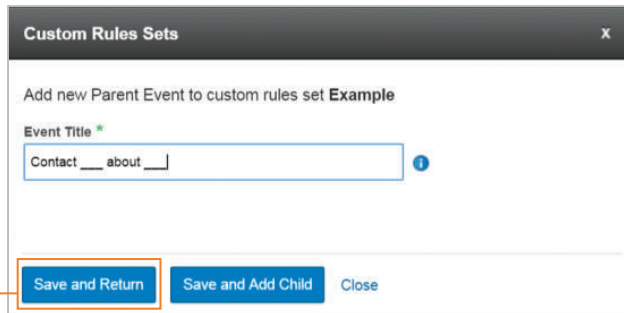 Custom Rules Sets x
Add new Parent Event to custom rules set Example
Event Title *
Contact ___ about ___
i
Save and Return Save and Add Child Close